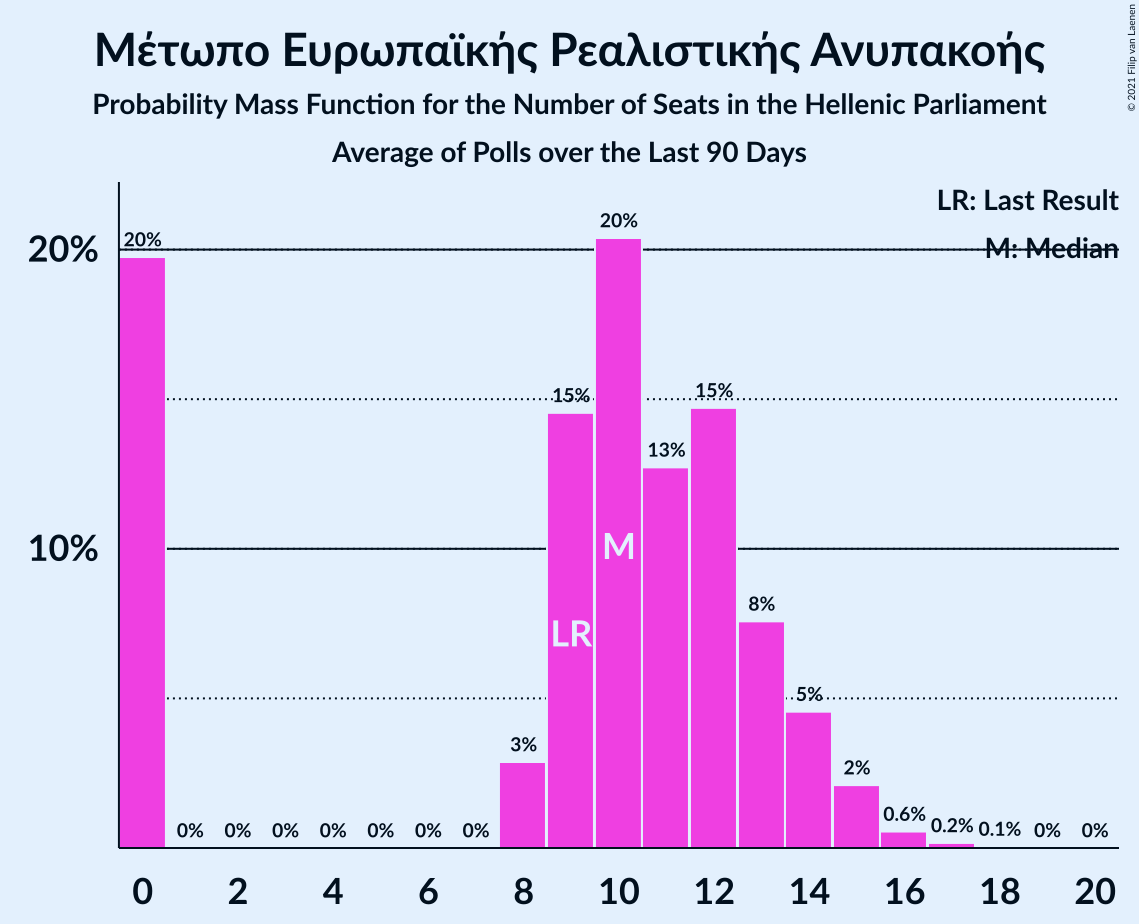 Μέτωπο Ευρωπαϊκής Ρεαλιστικής Ανυπακοής
Probability Mass Function for the Number of Seats in the Hellenic Parliament
Average of Polls over the Last 90 Days
© 2021 Filip van Laenen
LR: Last Result
M: Median
20%
10%
20%
0%
0%
0%
0%
0%
0%
0%
3%
15%
20%
13%
15%
8%
5%
2%
0.6%
0.2%
0.1%
0%
0%
LR
M
0 2 4 6 8 10 12 14 16 18 20